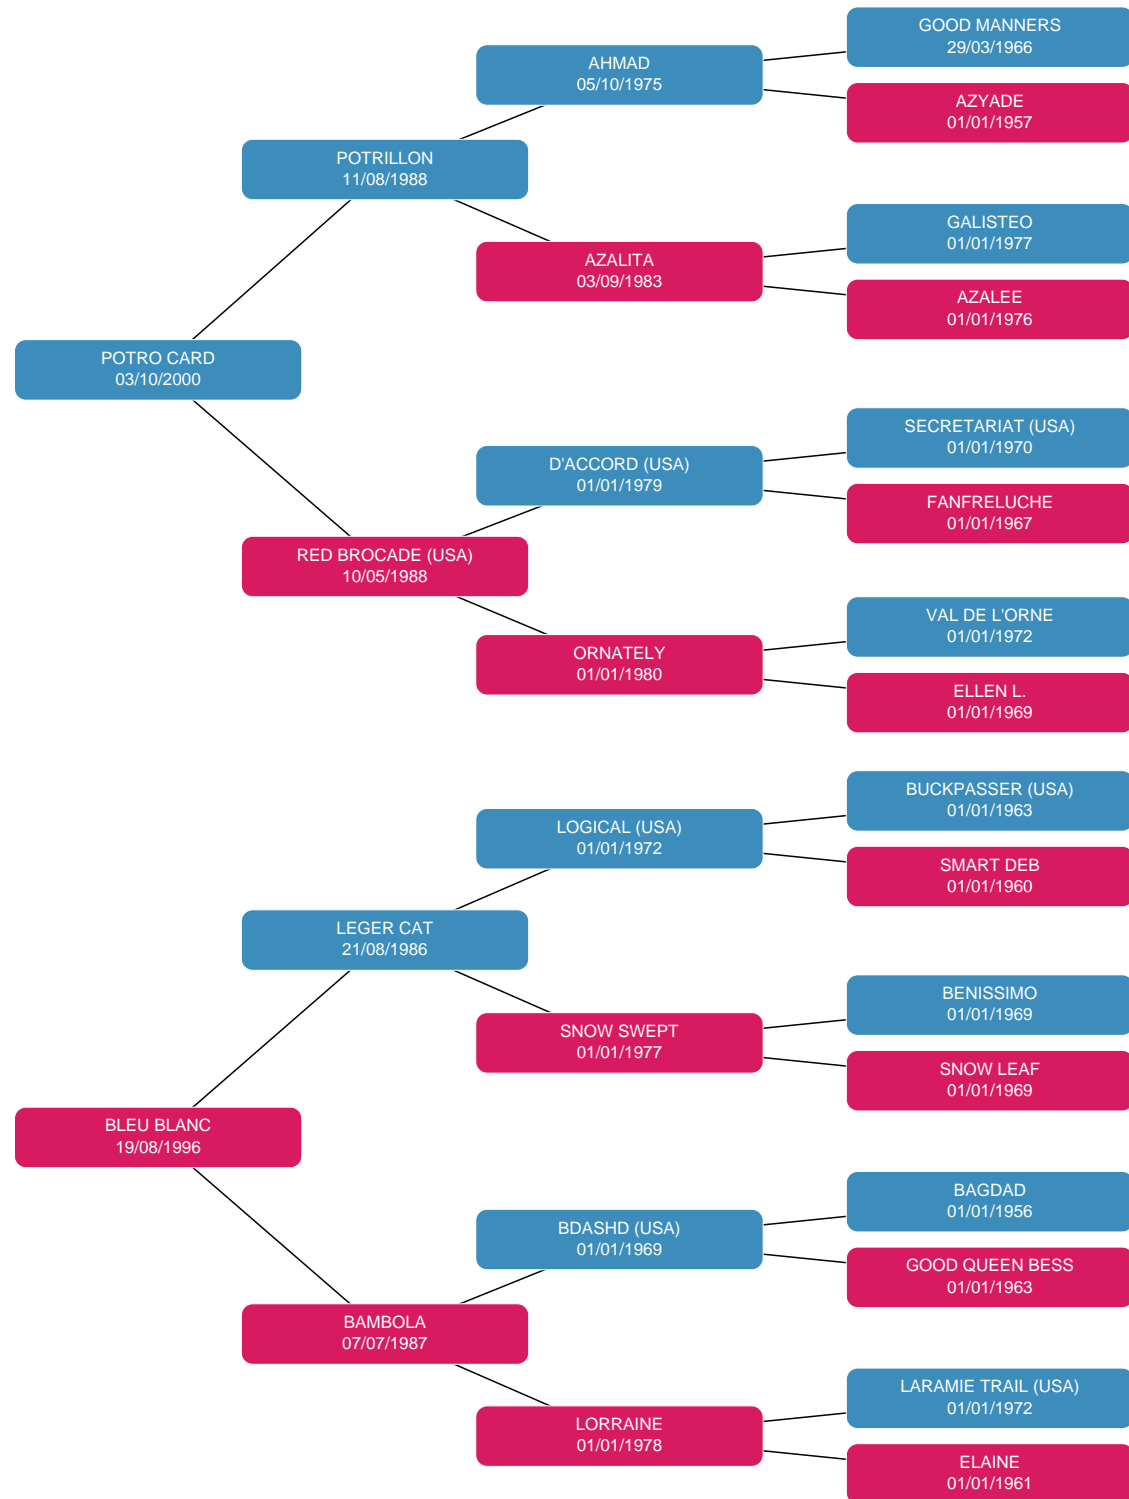 GOOD MANNERS
29/03/1966
AHMAD
05/10/1975
AZYADE
01/01/1957
POTRILLON
11/08/1988
GALISTEO
01/01/1977
AZALITA
03/09/1983
AZALEE
01/01/1976
POTRO CARD
03/10/2000
SECRETARIAT (USA)
01/01/1970
D'ACCORD (USA)
01/01/1979
FANFRELUCHE
01/01/1967
RED BROCADE (USA)
10/05/1988
VAL DE L'ORNE
01/01/1972
ORNATELY
01/01/1980
ELLEN L.
01/01/1969
BUCKPASSER (USA)
01/01/1963
LOGICAL (USA)
01/01/1972
SMART DEB
01/01/1960
LEGER CAT
21/08/1986
BENISSIMO
01/01/1969
SNOW SWEPT
01/01/1977
SNOW LEAF
01/01/1969
BLEU BLANC
19/08/1996
BAGDAD
01/01/1956
BDASHD (USA)
01/01/1969
GOOD QUEEN BESS
01/01/1963
BAMBOLA
07/07/1987
LARAMIE TRAIL (USA)
01/01/1972
LORRAINE
01/01/1978
ELAINE
01/01/1961